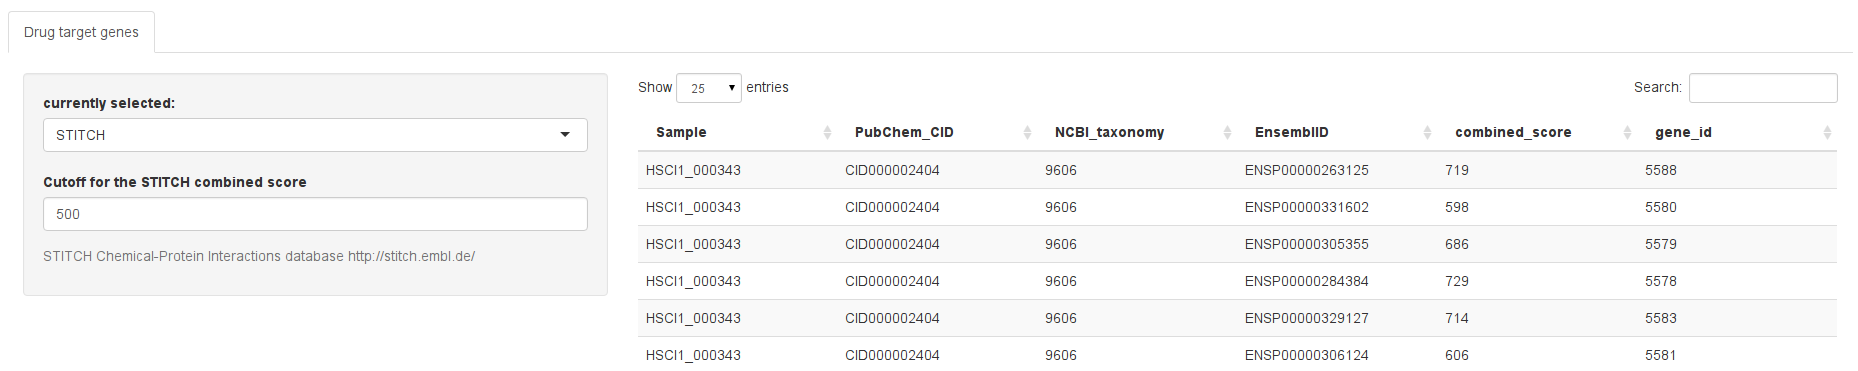 Drug target genes
currently selected:
STITCH
Cutoff for the STITCH combined score
500
STITCH Chemical-Protein Interactions database http://stitch.embl.de/
Show 25 entries
Search:
Sample PubChem_CID NCBI_taxonomy EnsemblID combined_score gene_id
HSCI1_000343 CID000002404 9606 ENSP00000263125 719 5588
HSCI1_000343 CID000002404 9606 ENSP00000331602 598 5580
HSCI1_000343 CID000002404 9606 ENSP00000305355 686 5579
HSCI1_000343 CID000002404 9606 ENSP00000284384 729 5578
HSCI1_000343 CID000002404 9606 ENSP00000329127 714 5583
HSCI1_000343 CID000002404 9606 ENSP00000306124 606 5581